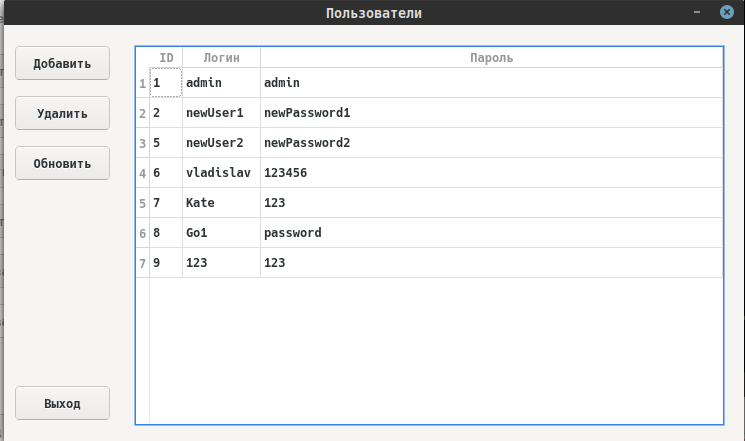 Пользователи
Добавить
Удалить
Обновить
Выход
ID Логин Пароль
1 1 admin admin
2 2 newUser1 newPassword1
3 5 newUser2 newPassword2
4 6 vladislav 123456
5 7 Kate 123
6 8 Go1 password
7 9 123 123